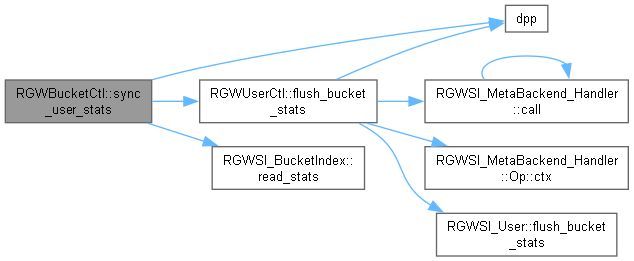 dpp
RGWBucketCtl::sync
_user_stats
RGWUserCtl::flush_bucket
_stats
RGWSI_MetaBackend_Handler
::call
RGWSI_BucketIndex::
read_stats
RGWSI_MetaBackend_Handler
::Op::ctx
RGWSI_User::flush_bucket
_stats